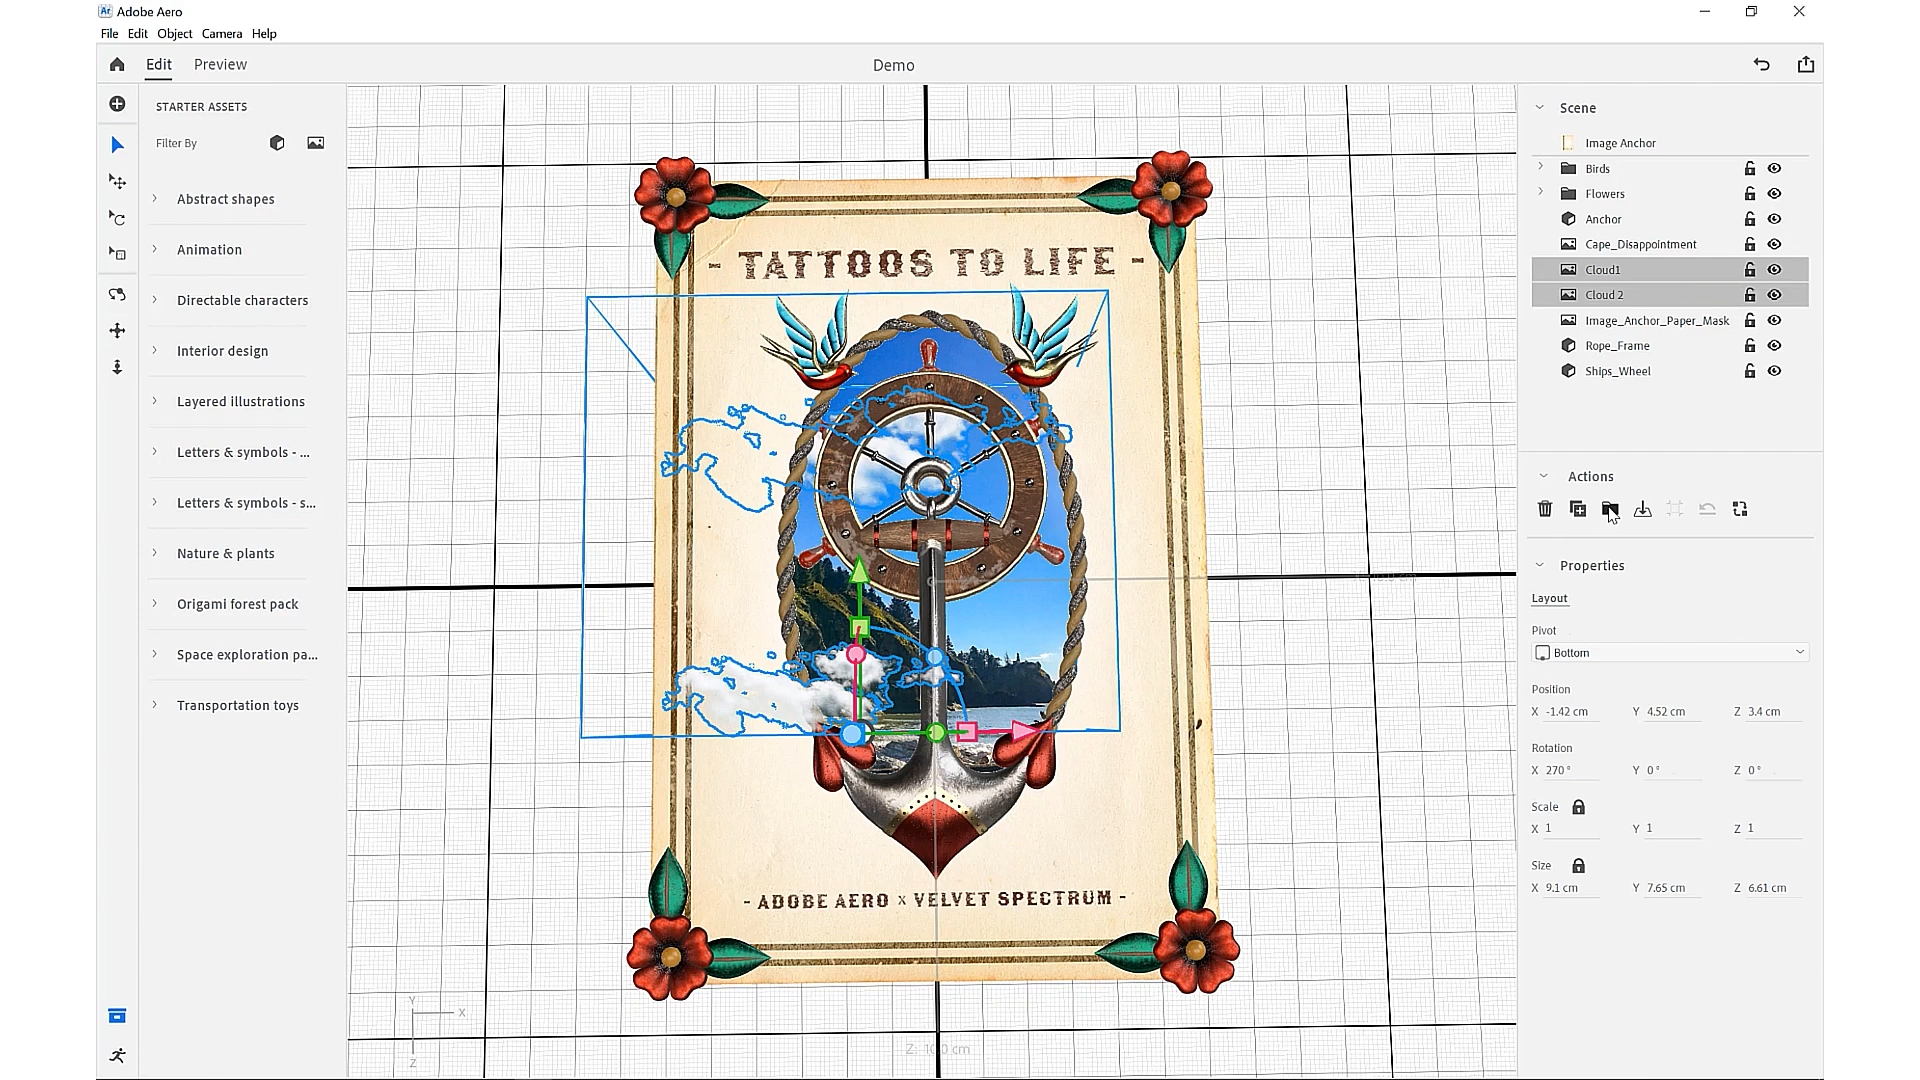 Ar Adobe Aero
File Edit Object Camera Help
Edit Preview
Demo
STARTER ASSETS
Filter By
Abstract shapes
Animation
Directable characters
Interior design
Layered illustrations
Letters & symbols - ...
Letters & symbols - s...
Nature & plants
Origami forest pack
Space exploration pa...
Transportation toys
- TATTOOS TO LIFE -
- ADOBE AERO x VELVET SPECTRUM -
Y
X
Z
Z: 10.0 cm
Scene
Image Anchor
Birds
Flowers
Anchor
Cape_Disappointment
Cloud1
Cloud 2
Image_Anchor_Paper_Mask
Rope_Frame
Ships_Wheel
Actions
Properties
Layout
Pivot
Bottom
Position
X -1.42 cm Y 4.52 cm Z 3.4 cm
Rotation
X 270° Y 0° Z 0°
Scale
X 1 Y 1 Z 1
Size
X 9.1 cm Y 7.65 cm Z 6.61 cm